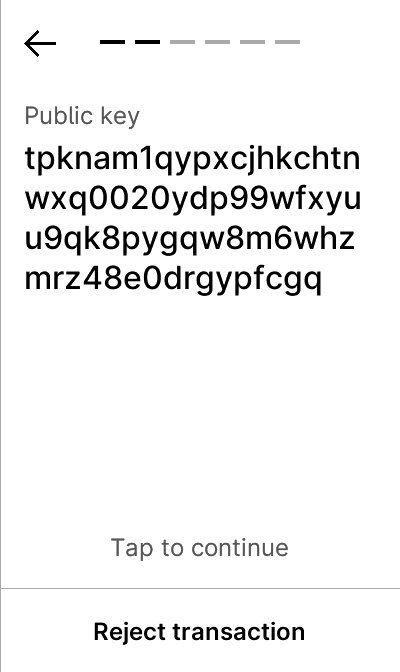 Public key
tpknam1qypxcjhkchtn
wxq0020ydp99wfxyu
u9qk8pygqw8m6whz
mrz48e0drgypfcgq
Tap to continue
Reject transaction